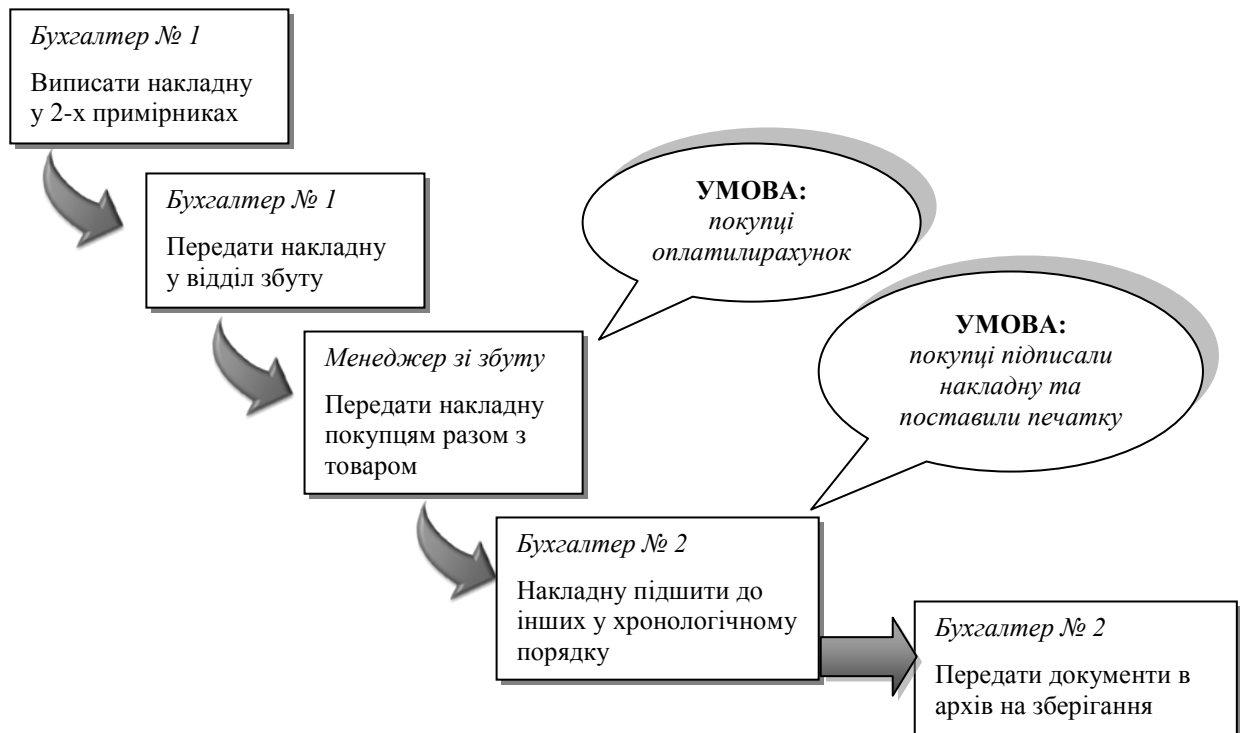 Бухгалтер № 1
Виписати накладну
у 2-х примірниках
Бухгалтер № 1
Передати накладну
у відділ збуту
УМОВА:
покупці
оплатилирахунок
Менеджер зі збуту
Передати накладну
покупцям разом з
товаром
УМОВА:
покупці підписали
накладну та
поставили печатку
Бухгалтер № 2
Накладну підшити до
інших у хронологічному
порядку
Бухгалтер № 2
Передати документи в
архів на зберігання